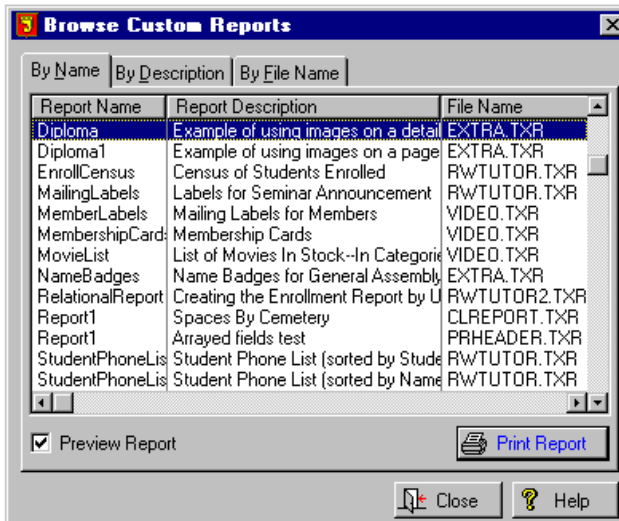 Browse Custom Reports
By Name By Description By File Name
Report Name Report Description File Name
Diploma Example of using images on a detail EXTRA.TXR
Diploma1 Example of using images on a page EXTRA.TXR
EnrollCensus Census of Students Enrolled RWTUTOR.TXR
MailingLabels Labels for Seminar Announcement RWTUTOR.TXR
MemberLabels Mailing Labels for Members VIDEO.TXR
MembershipCard Membership Cards VIDEO.TXR
MovieList List of Movies In Stock--In Categorie VIDEO.TXR
NameBadges Name Badges for General Assembly EXTRA.TXR
RelationalReport Creating the Enrollment Report by U RWTUTOR2.TXR
Report1 Spaces By Cemetery CLREPORT.TXR
Report1 Arrayed fields test PRHEADER.TXR
StudentPhoneLis Student Phone List (sorted by Stude RWTUTOR.TXR
StudentPhoneLis Student Phone List (sorted by Name RWTUTOR.TXR
Preview Report Print Report
Close Help